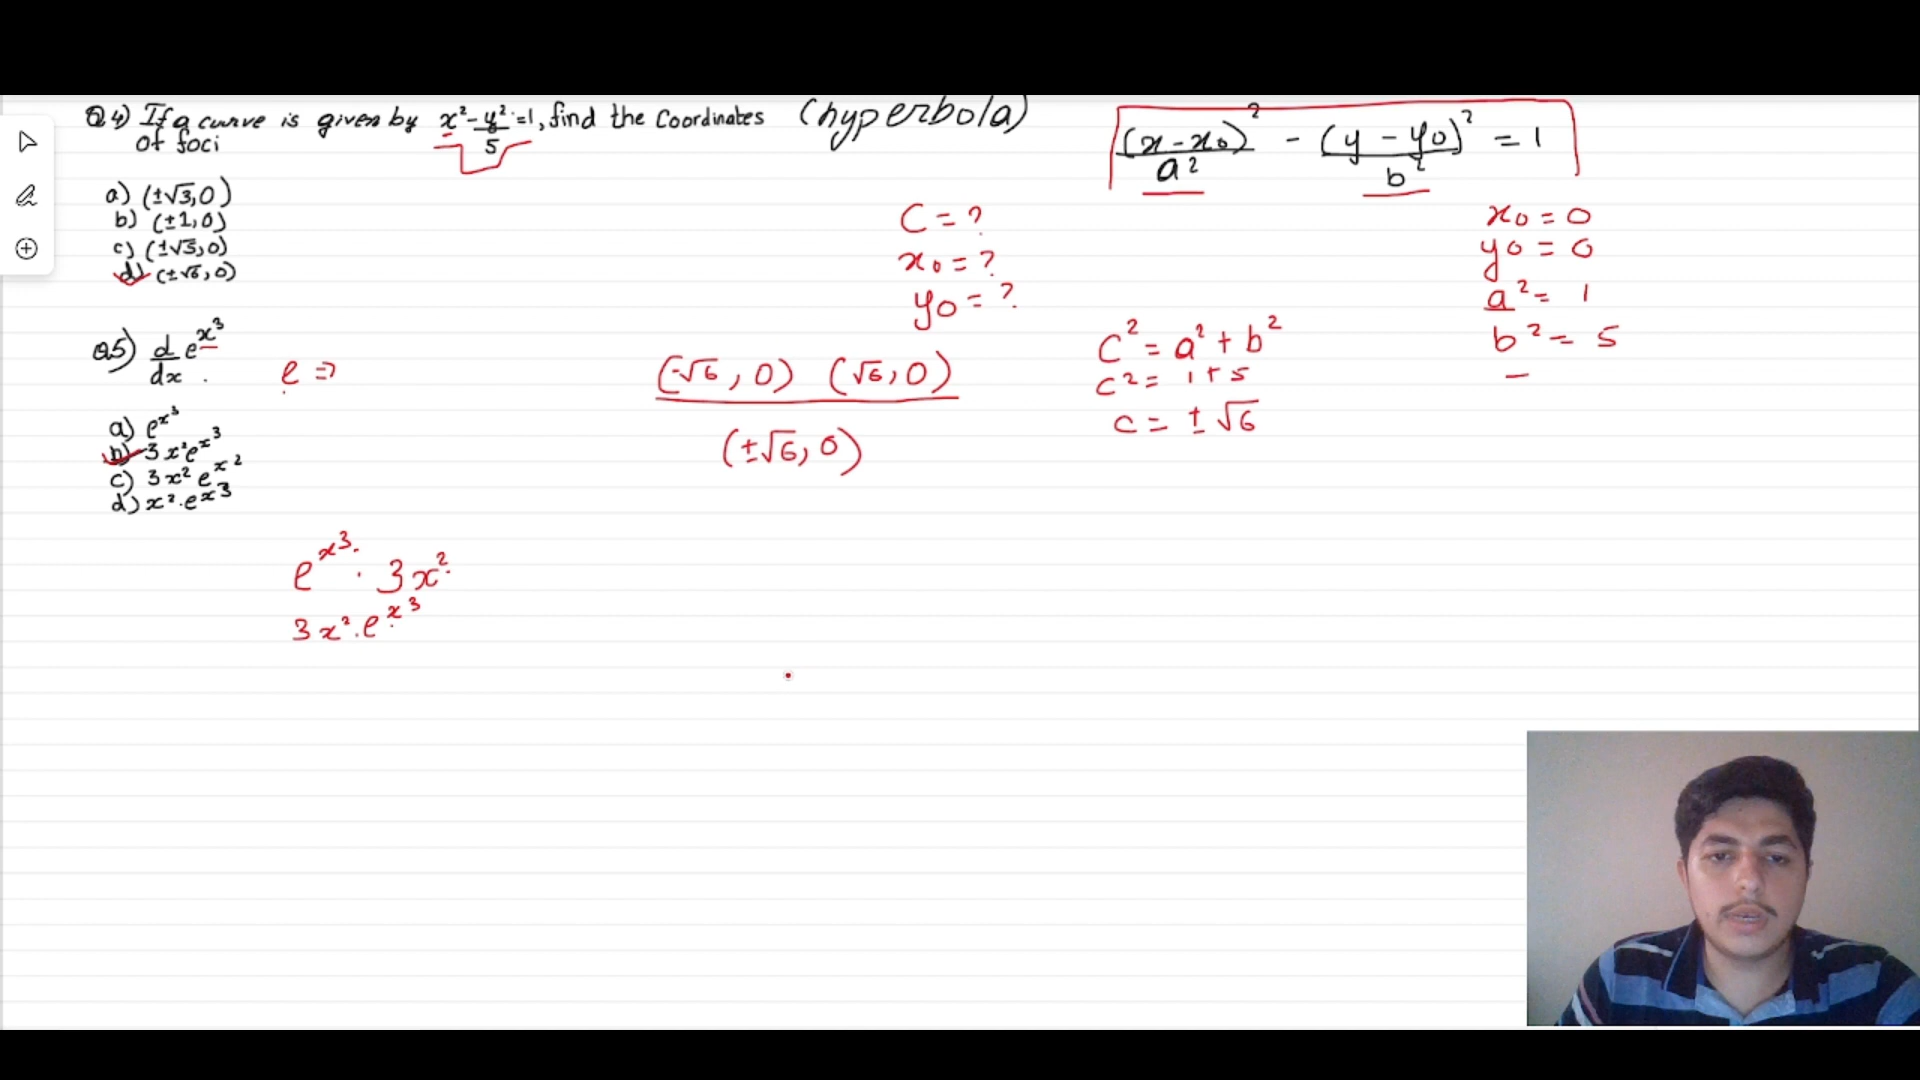 Q4) If a curve is given by x² - y²/5 = 1, find the Coordinates
of foci
(hyperbola)
(x - x₀)²/a² - (y - y₀)²/b² = 1
a) (±√3, 0)
b) (±1, 0)
c) (±√5, 0)
d) (±√6, 0)
C = ?
x₀ = ?
y₀ = ?
x₀ = 0
y₀ = 0
a² = 1
b² = 5
C² = a² + b²
C² = 1 + 5
C = ±√6
(-√6, 0) (√6, 0)
(±√6, 0)
Q5) d/dx e^x³
e ⇒
a) e^x³
b) 3x²e^x³
c) 3x² e^x²
d) x².e^x³
e^x³ . 3x²
3x².e^x³